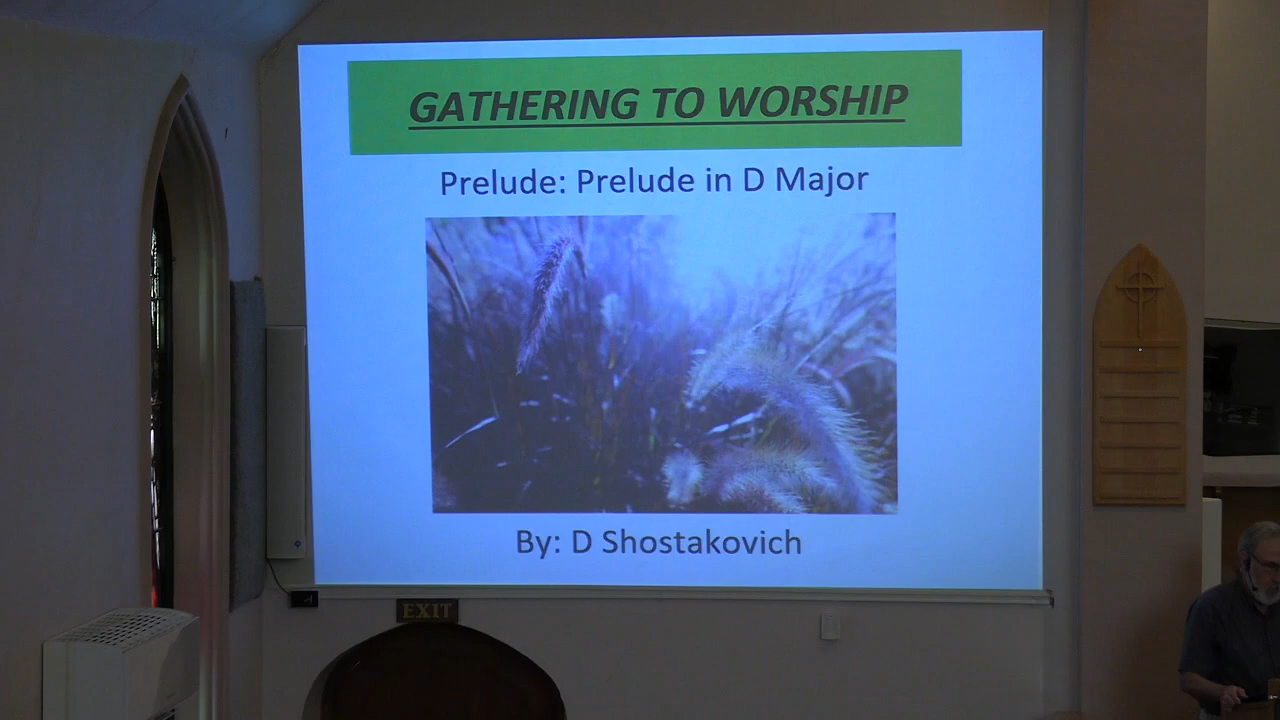 GATHERING TO WORSHIP
Prelude: Prelude in D Major
By: D Shostakovich
EXIT